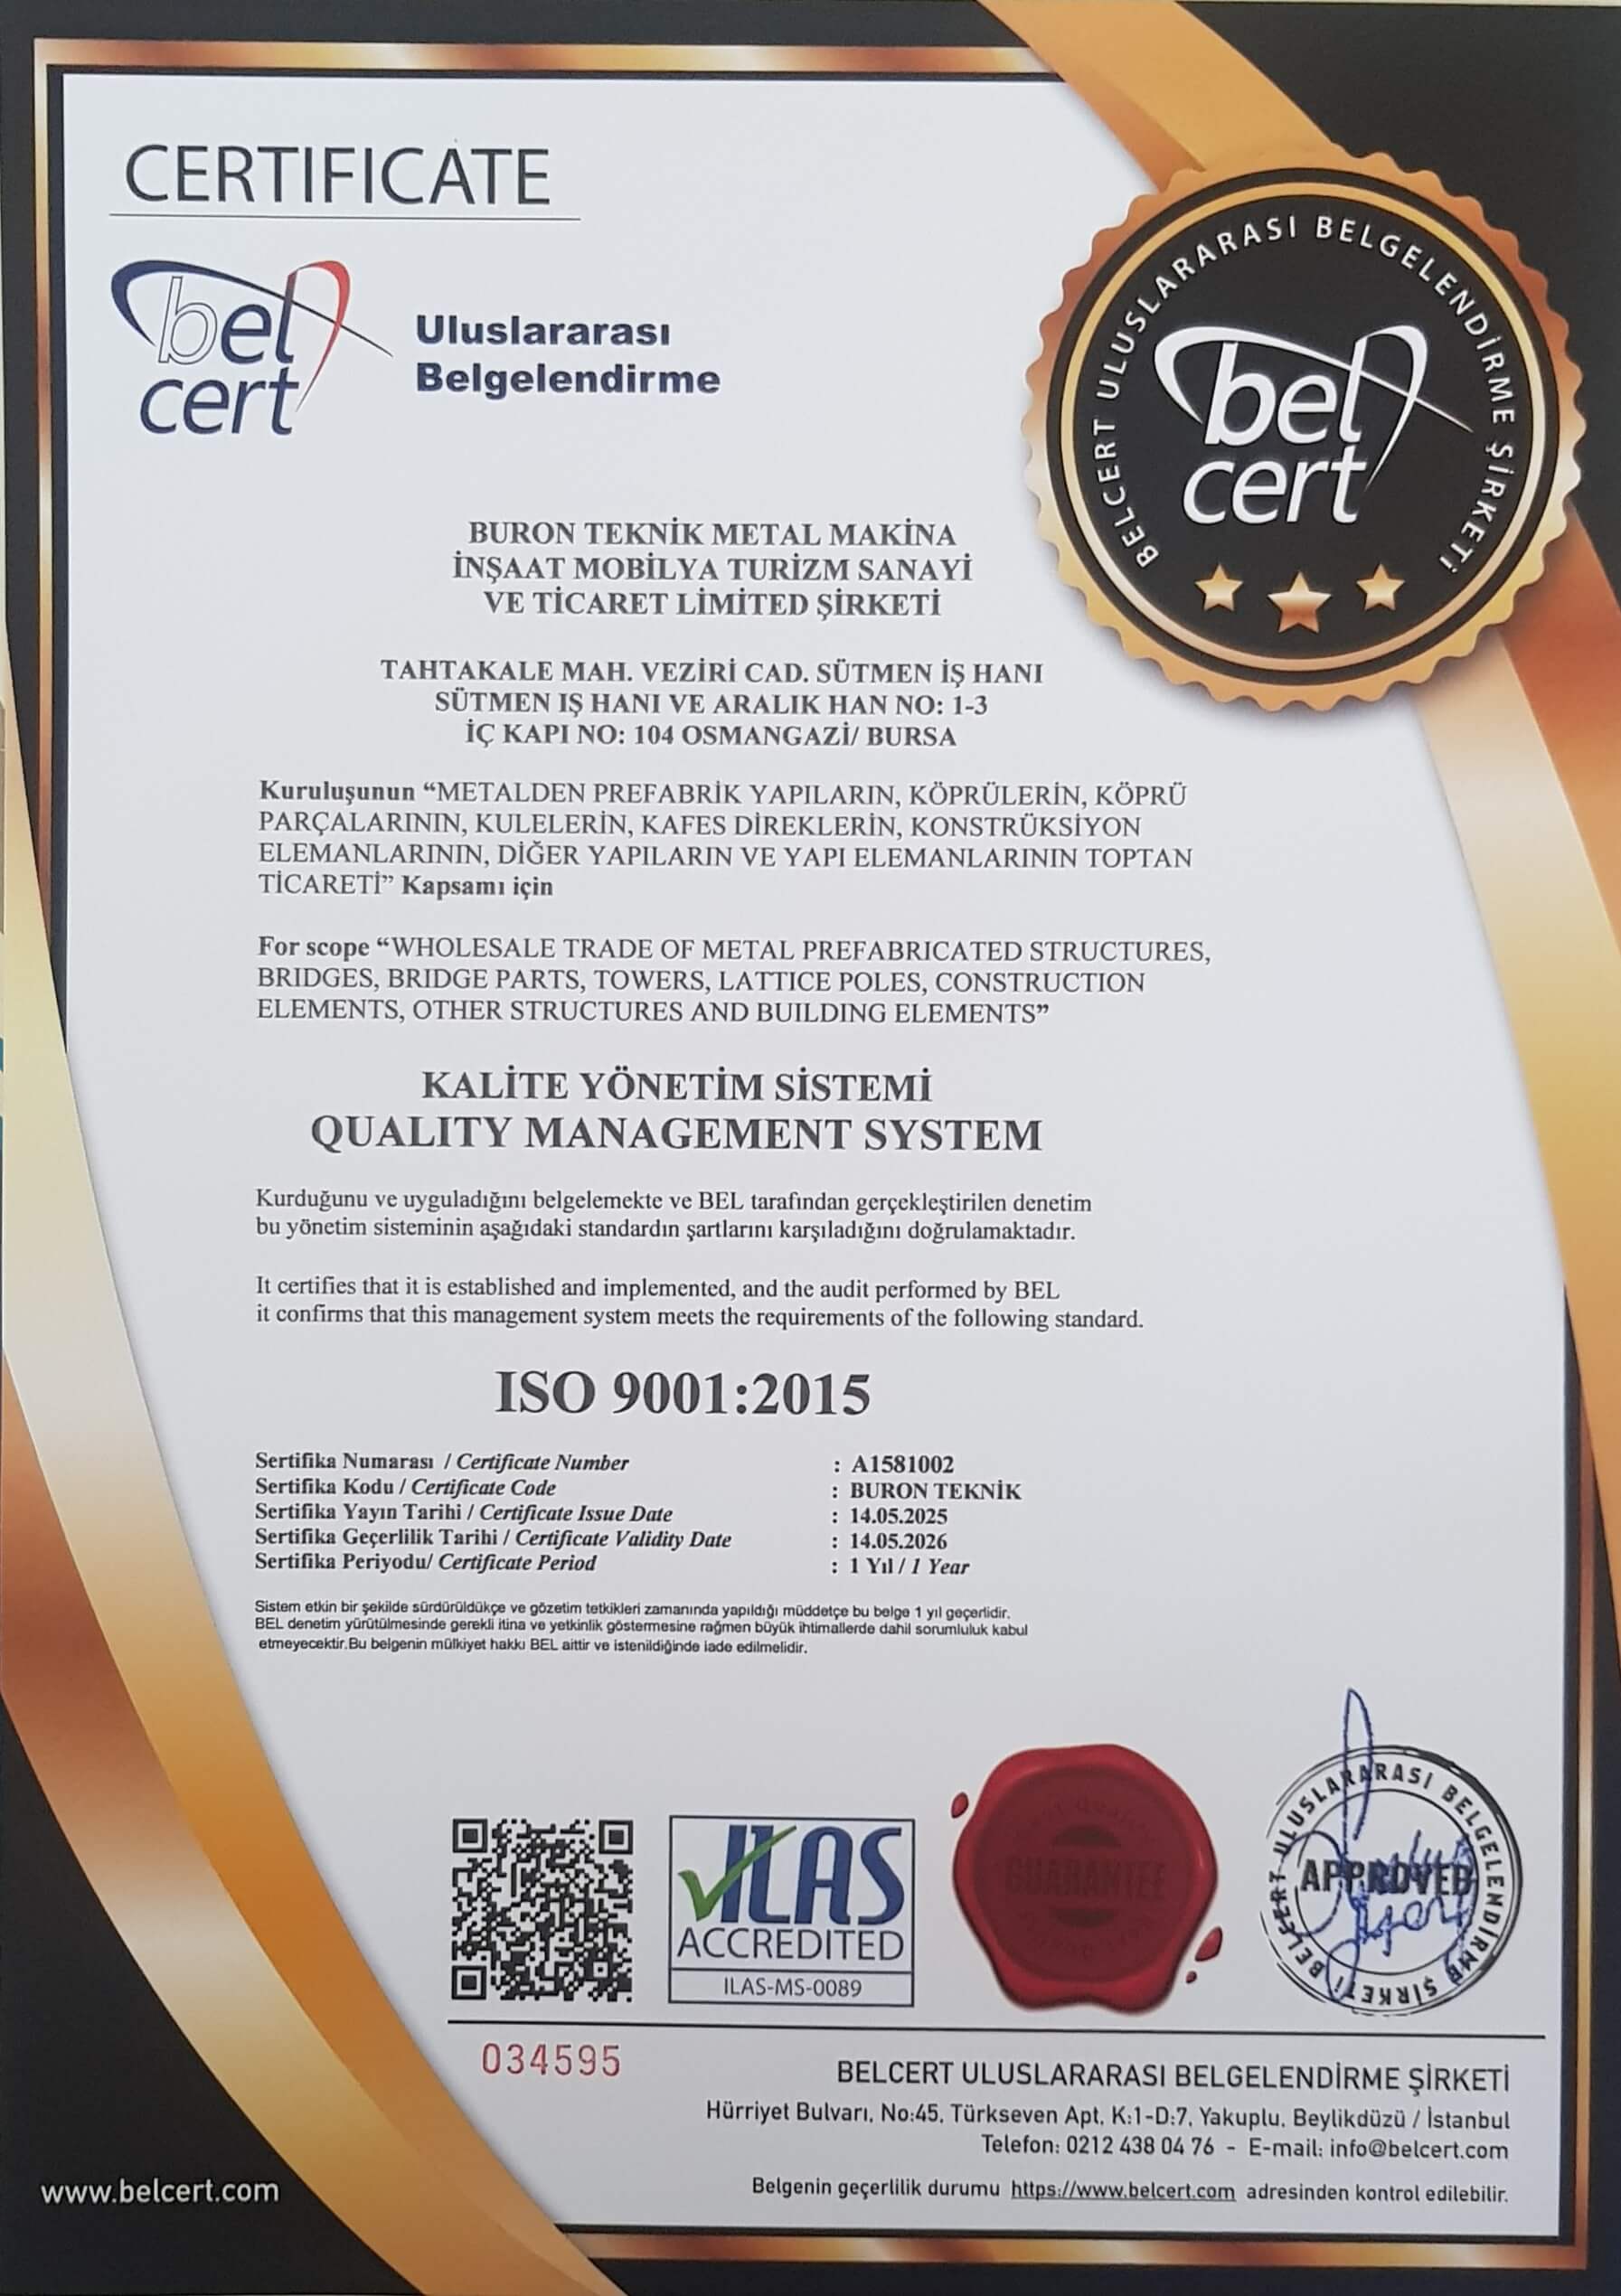 CERTIFICATE
bel
cert
Uluslararası
Belgelendirme
BELCERT ULUSLARARASI BELGELENDİRME ŞİRKETİ
bel
cert
BURON TEKNİK METAL MAKİNA
İNŞAAT MOBİLYA TURİZM SANAYİ
VE TİCARET LİMİTED ŞİRKETİ
TAHTAKALE MAH. VEZİRİ CAD. SÜTMEN İŞ HANI
SÜTMEN IŞ HANI VE ARALIK HAN NO: 1-3
İÇ KAPI NO: 104 OSMANGAZİ/ BURSA
Kuruluşunun “METALDEN PREFABRİK YAPILARIN, KÖPRÜLERİN, KÖPRÜ
PARÇALARININ, KULELERİN, KAFES DİREKLERİN, KONSTRÜKSİYON
ELEMANLARININ, DİĞER YAPILARIN VE YAPI ELEMANLARININ TOPTAN
TİCARETİ” Kapsamı için
For scope “WHOLESALE TRADE OF METAL PREFABRICATED STRUCTURES,
BRIDGES, BRIDGE PARTS, TOWERS, LATTICE POLES, CONSTRUCTION
ELEMENTS, OTHER STRUCTURES AND BUILDING ELEMENTS”
KALİTE YÖNETİM SİSTEMİ
QUALITY MANAGEMENT SYSTEM
Kurduğunu ve uyguladığını belgelemekte ve BEL tarafından gerçekleştirilen denetim
bu yönetim sisteminin aşağıdaki standardın şartlarını karşıladığını doğrulamaktadır.
It certifies that it is established and implemented, and the audit performed by BEL
it confirms that this management system meets the requirements of the following standard.
ISO 9001:2015
Sertifika Numarası / Certificate Number : A1581002
Sertifika Kodu / Certificate Code : BURON TEKNİK
Sertifika Yayın Tarihi / Certificate Issue Date : 14.05.2025
Sertifika Geçerlilik Tarihi / Certificate Validity Date : 14.05.2026
Sertifika Periyodu/ Certificate Period : 1 Yıl / 1 Year
Sistem etkin bir şekilde sürdürüldükçe ve gözetim tetkikleri zamanında yapıldığı müddetçe bu belge 1 yıl geçerlidir.
BEL denetim yürütülmesinde gerekli itina ve yetkinlik göstermesine rağmen büyük ihtimallerde dahil sorumluluk kabul
etmeyecektir.Bu belgenin mülkiyet hakkı BEL aittir ve istenildiğinde iade edilmelidir.
ILAS
ACCREDITED
ILAS-MS-0089
GUARANTEE
BELCERT ULUSLARARASI BELGELENDİRME ŞİRKETİ
APPROVED
034595
BELCERT ULUSLARARASI BELGELENDİRME ŞİRKETİ
Hürriyet Bulvarı, No:45, Türkseven Apt, K:1-D:7, Yakuplu, Beylikdüzü / İstanbul
Telefon: 0212 438 04 76 - E-mail: info@belcert.com
www.belcert.com
Belgenin geçerlilik durumu https://www.belcert.com adresinden kontrol edilebilir.